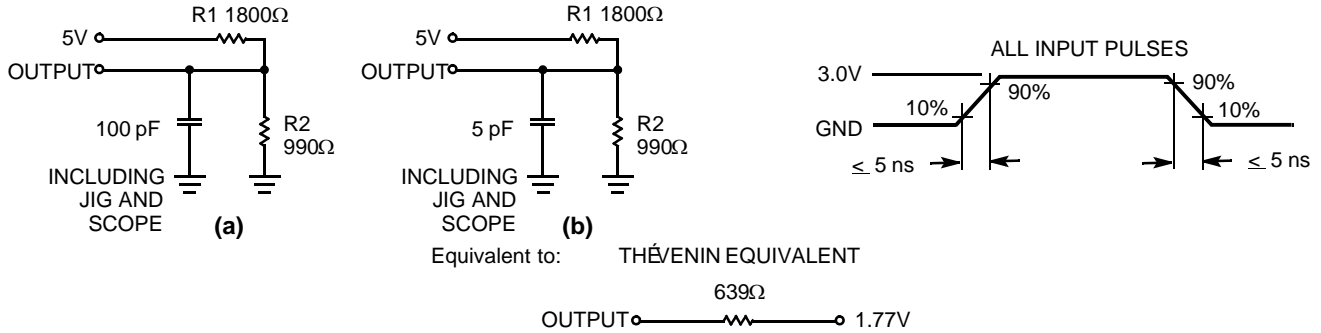 R1 1800Ω
5V
OUTPUT
100 pF
R2
990Ω
INCLUDING
JIG AND
SCOPE
(a)
R1 1800Ω
5V
OUTPUT
5 pF
R2
990Ω
INCLUDING
JIG AND
SCOPE
(b)
ALL INPUT PULSES
3.0V
90%
90%
10%
10%
GND
≤ 5 ns
≤ 5 ns
Equivalent to: THÉVENIN EQUIVALENT
639Ω
OUTPUT
1.77V